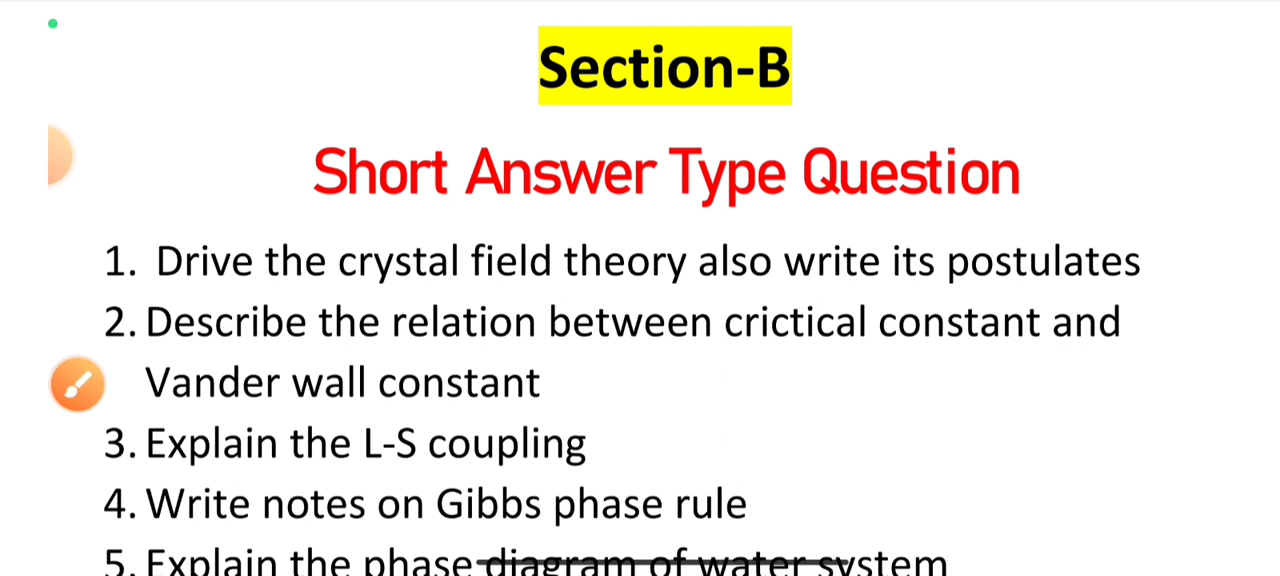 Section-B
Short Answer Type Question
1. Drive the crystal field theory also write its postulates
2. Describe the relation between crictical constant and
Vander wall constant
3. Explain the L-S coupling
4. Write notes on Gibbs phase rule
5. Explain the phase diagram of water system